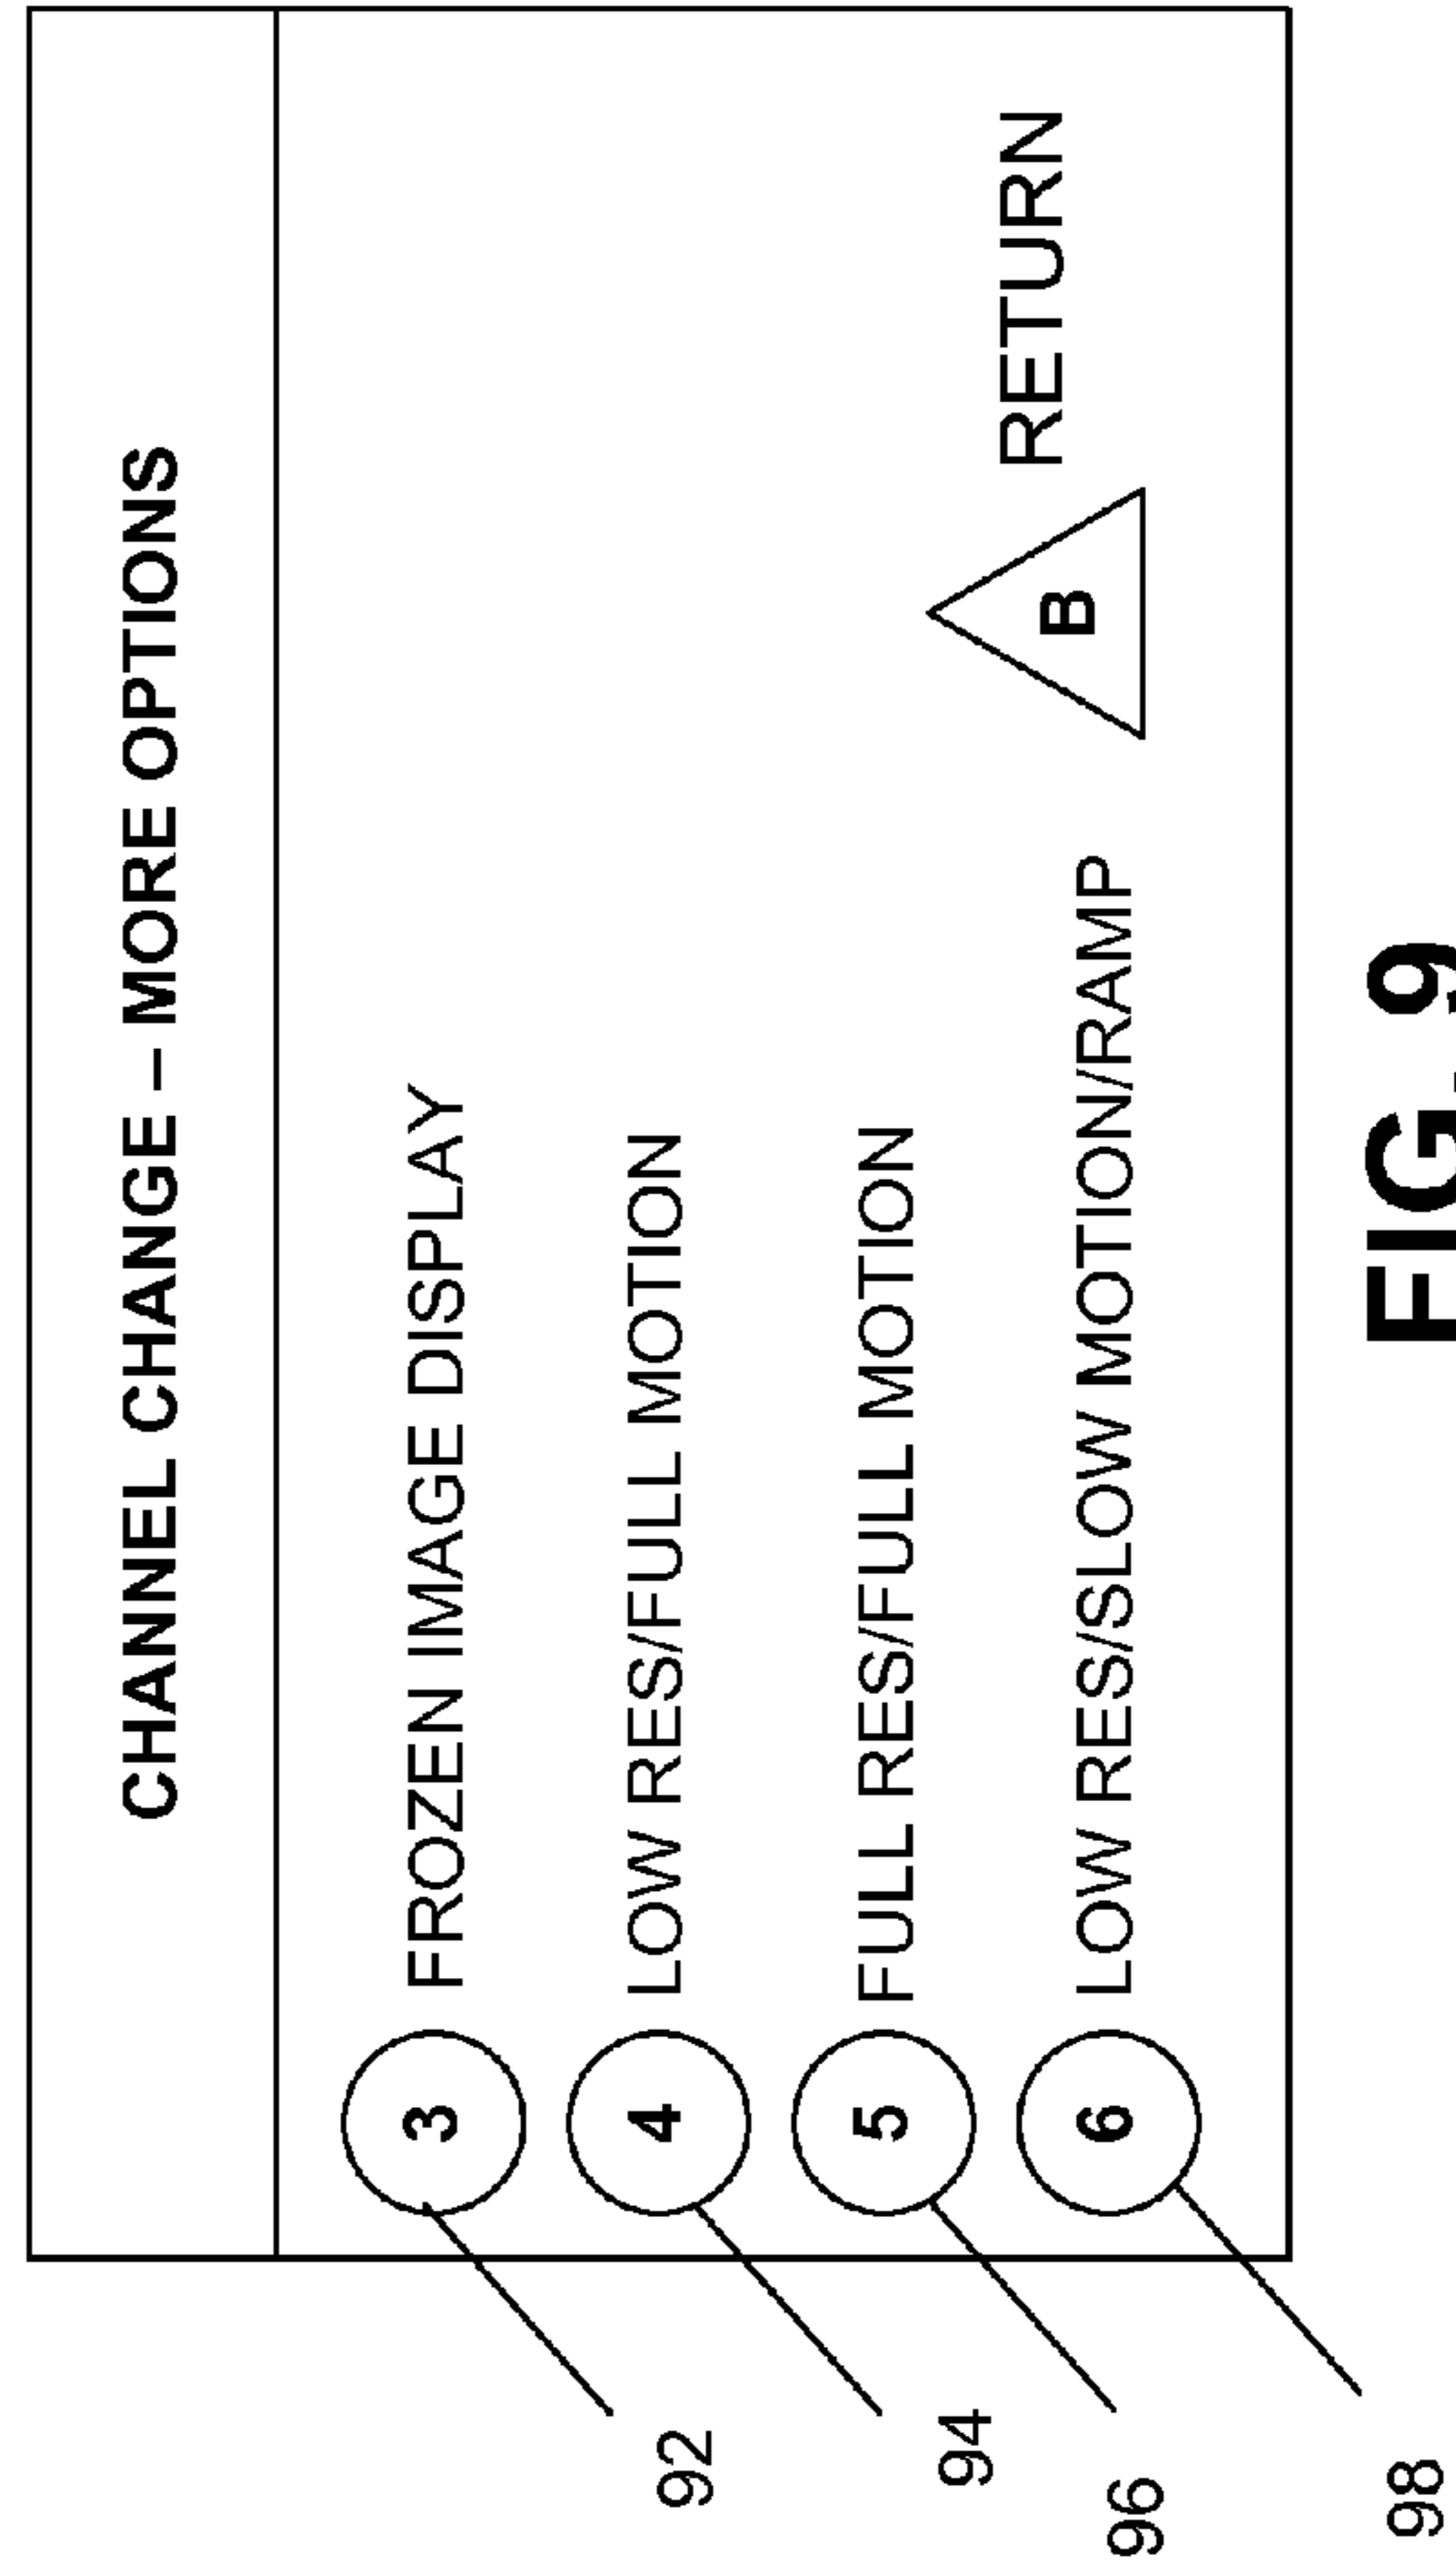 CHANNEL CHANGE – MORE OPTIONS
3 FROZEN IMAGE DISPLAY
4 LOW RES/FULL MOTION
5 FULL RES/FULL MOTION
6 LOW RES/SLOW MOTION/RAMP
B RETURN
92
94
96
98
FIG. 9